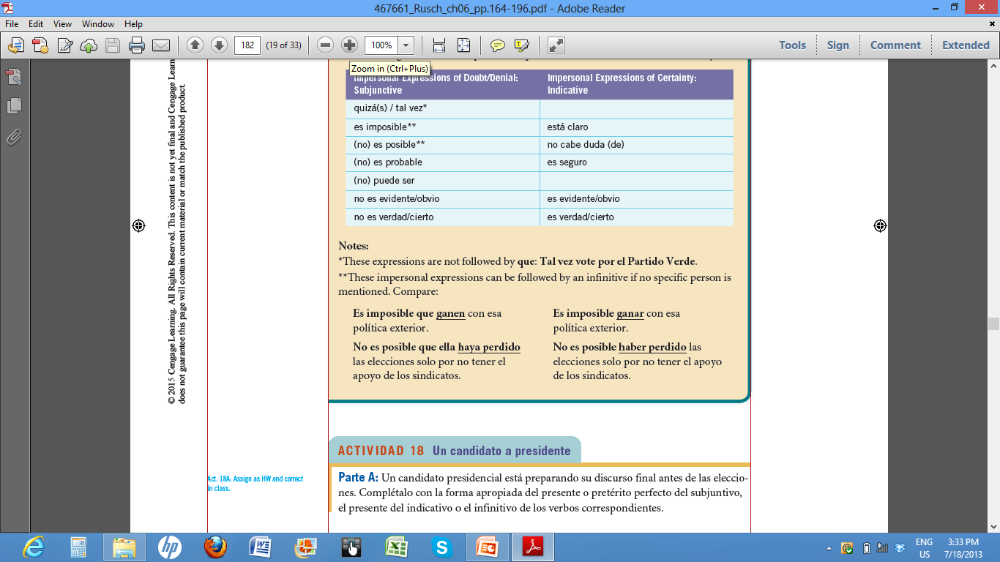 467661_Rusch_ch06_pp.164-196.pdf - Adobe Reader
File Edit View Window Help
182 (19 of 33) 100% Tools Sign Comment Extended
Zoom in (Ctrl+Plus)
© 2015 Cengage Learning. All Rights Reserved. This content is not yet final and Cengage Learn
does not guarantee this page will contain current material or match the published product.
Impersonal Expressions of Doubt/Denial: Impersonal Expressions of Certainty:
Subjunctive Indicative
quizá(s) / tal vez*
es imposible** está claro
(no) es posible** no cabe duda (de)
(no) es probable es seguro
(no) puede ser
no es evidente/obvio es evidente/obvio
no es verdad/cierto es verdad/cierto
Notes:
*These expressions are not followed by que: Tal vez vote por el Partido Verde.
**These impersonal expressions can be followed by an infinitive if no specific person is
mentioned. Compare:
Es imposible que ganen con esa Es imposible ganar con esa
política exterior. política exterior.
No es posible que ella haya perdido No es posible haber perdido las
las elecciones solo por no tener el elecciones solo por no tener el apoyo
apoyo de los sindicatos. de los sindicatos.
ACTIVIDAD 18 Un candidato a presidente
Act. 18A: Assign as HW and correct
in class.
Parte A: Un candidato presidencial está preparando su discurso final antes de las eleccio-
nes. Complétalo con la forma apropiada del presente o pretérito perfecto del subjuntivo,
el presente del indicativo o el infinitivo de los verbos correspondientes.
ENG 3:33 PM
US 7/18/2013